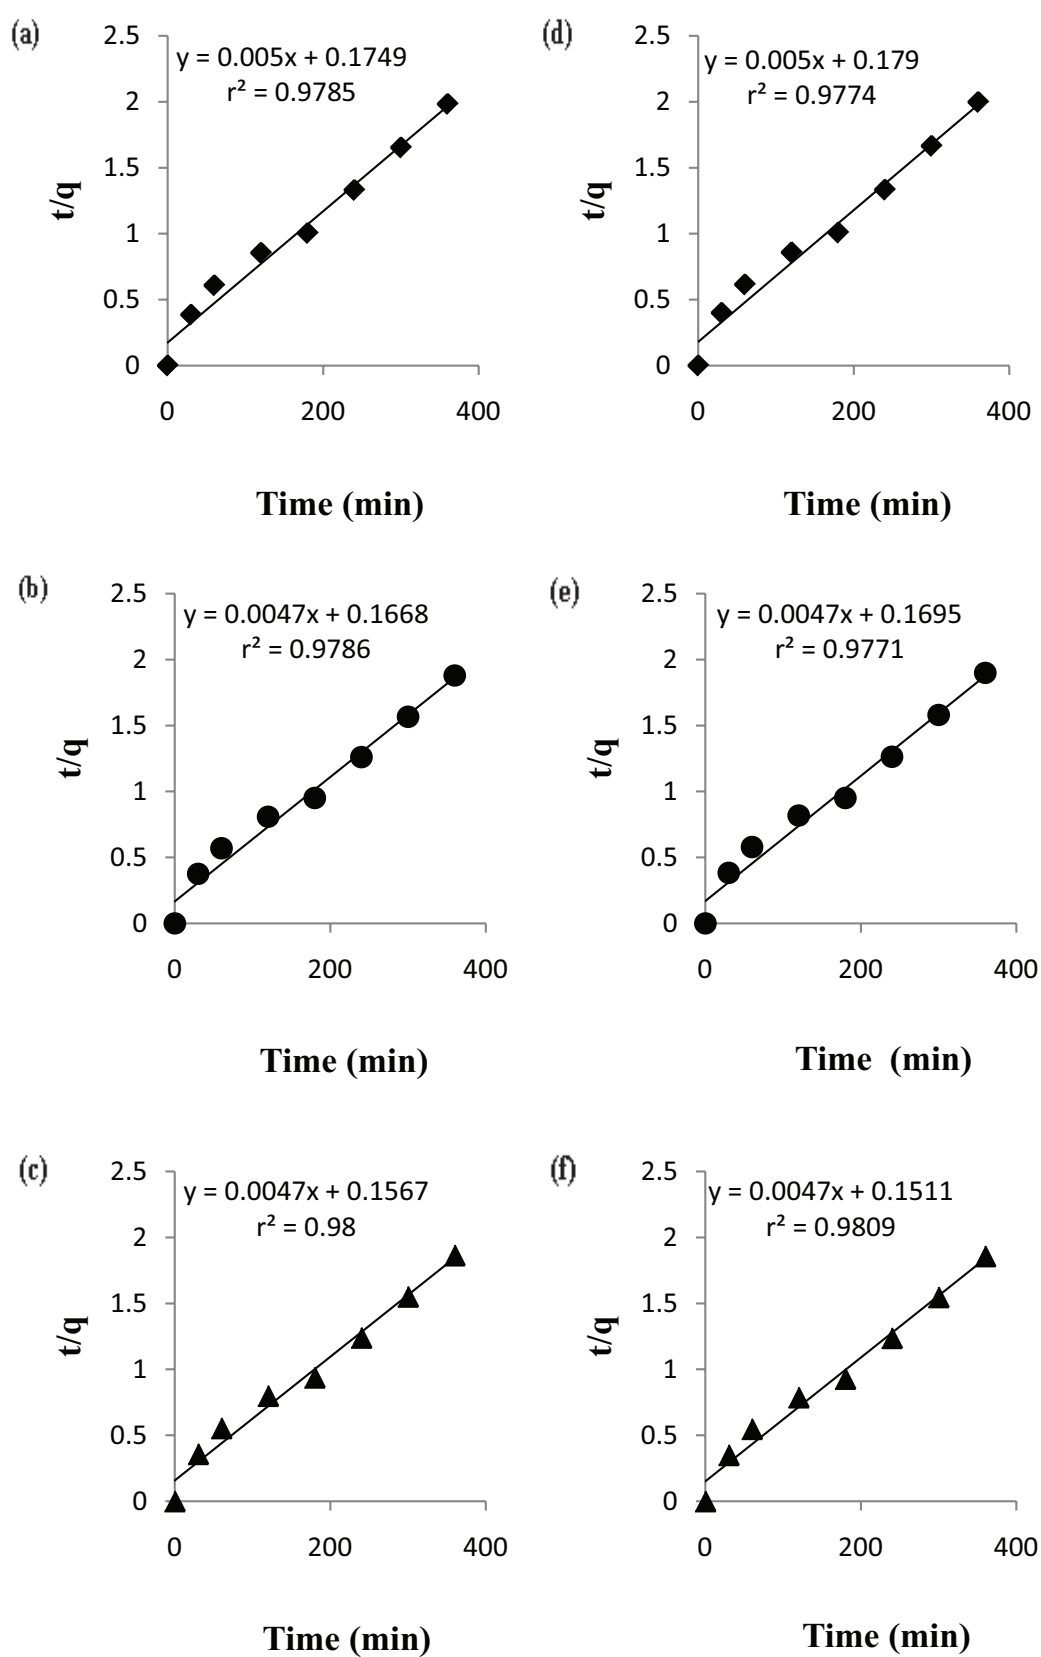 (a)
y = 0.005x + 0.1749
r² = 0.9785
2.5
2
1.5
1
0.5
0
t/q
0 200 400
Time (min)
(d)
y = 0.005x + 0.179
r² = 0.9774
2.5
2
1.5
1
0.5
0
t/q
0 200 400
Time (min)
(b)
y = 0.0047x + 0.1668
r² = 0.9786
2.5
2
1.5
1
0.5
0
t/q
0 200 400
Time (min)
(e)
y = 0.0047x + 0.1695
r² = 0.9771
2.5
2
1.5
1
0.5
0
t/q
0 200 400
Time (min)
(c)
y = 0.0047x + 0.1567
r² = 0.98
2.5
2
1.5
1
0.5
0
t/q
0 200 400
Time (min)
(f)
y = 0.0047x + 0.1511
r² = 0.9809
2.5
2
1.5
1
0.5
0
t/q
0 200 400
Time (min)